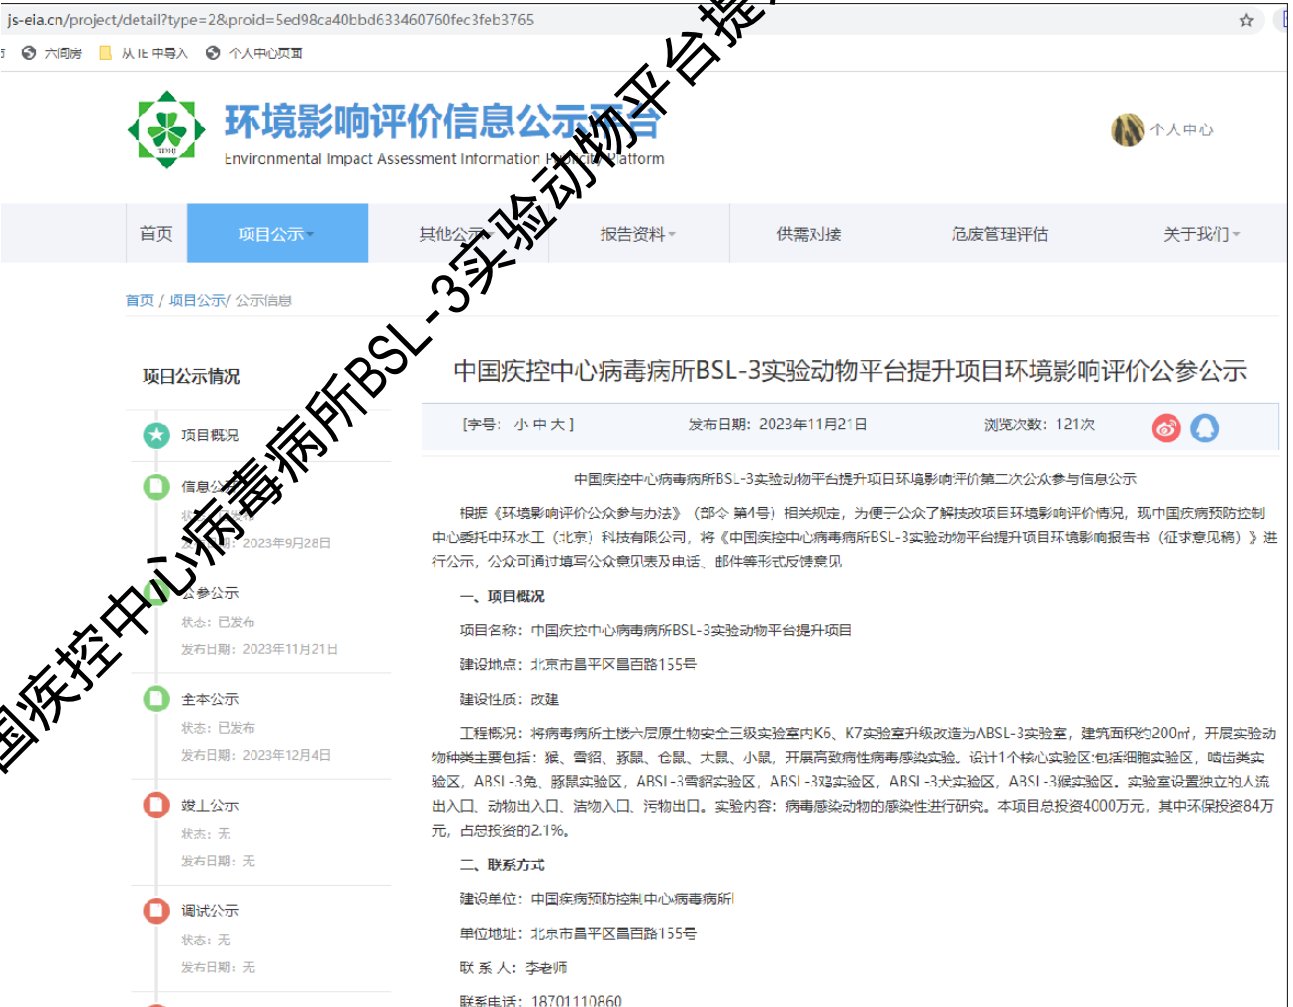 js-eia.cn/project/detail?type=2&proid=5ed98ca40bbd633460760fec3feb3765
六间房 从 IE 中导入 个人中心页面
环境影响评价信息公示平台
Environmental Impact Assessment Information Publicity Platform
个人中心
首页 项目公示 其他公示 报告资料 供需对接 危废管理评估 关于我们
首页 / 项目公示/ 公示信息
国疾控中心病毒病所BSL-3实验动物平台提
项目公示情况
项目概况
信息公示
状态：已发布
发布日期：2023年9月28日
公参公示
状态：已发布
发布日期：2023年11月21日
全本公示
状态：已发布
发布日期：2023年12月4日
竣工公示
状态：无
发布日期：无
调试公示
状态：无
发布日期：无
中国疾控中心病毒病所BSL-3实验动物平台提升项目环境影响评价公参公示
[字号： 小 中 大 ] 发布日期：2023年11月21日 浏览次数：121次
中国疾控中心病毒病所BSL-3实验动物平台提升项目环境影响评价第二次公众参与信息公示
根据《环境影响评价公众参与办法》（部令 第4号）相关规定，为便于公众了解技改项目环境影响评价情况，现中国疾病预防控制
中心委托中环水工（北京）科技有限公司，将《中国疾控中心病毒病所BSL-3实验动物平台提升项目环境影响报告书（征求意见稿）》进
行公示，公众可通过填写公众意见表及电话、邮件等形式反馈意见
一、项目概况
项目名称：中国疾控中心病毒病所BSL-3实验动物平台提升项目
建设地点：北京市昌平区昌百路155号
建设性质：改建
工程概况：将病毒病所主楼六层原生物安全三级实验室内K6、K7实验室升级改造为ABSL-3实验室，建筑面积约200㎡，开展实验动
物种类主要包括：猴、雪貂、豚鼠、仓鼠、大鼠、小鼠，开展高致病性病毒感染实验。设计1个核心实验区:包括细胞实验区，啮齿类实
验区，ABSL-3兔、豚鼠实验区，ABSL-3雪貂实验区，ABSL-3鸡实验区，ABSL-3犬实验区，ABSL-3猴实验区。实验室设置独立的人流
出入口、动物出入口、洁物入口、污物出口。实验内容：病毒感染动物的感染性进行研究。本项目总投资4000万元，其中环保投资84万
元，占总投资的2.1%。
二、联系方式
建设单位：中国疾病预防控制中心病毒病所
单位地址：北京市昌平区昌百路155号
联 系 人：李老师
联系电话：18701110860